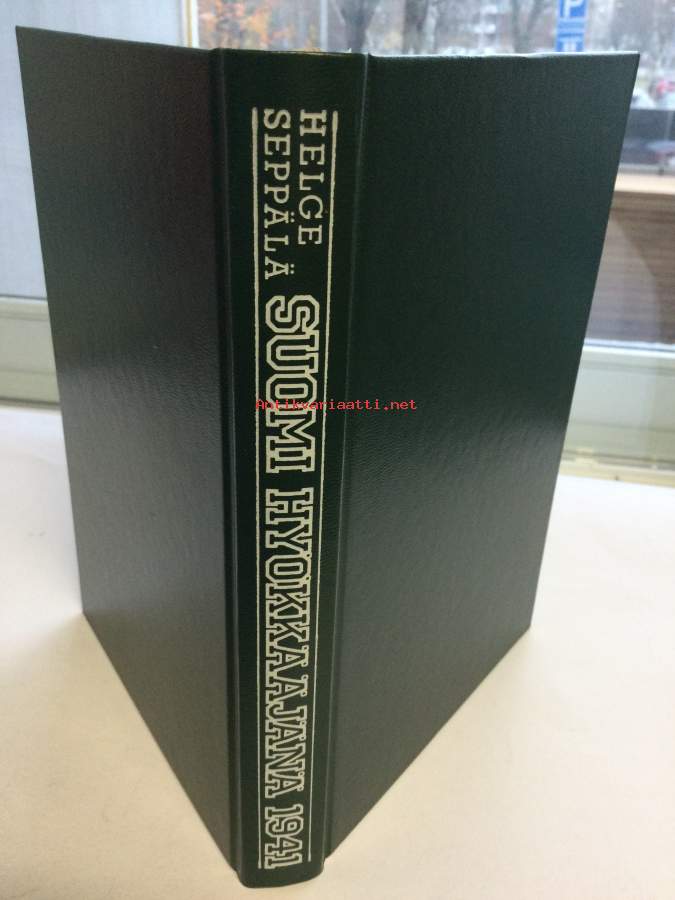 HELGE
SEPPÄLÄ
SUOMI HYÖKKÄÄJÄNÄ 1941
Antikvariaatti.net
P